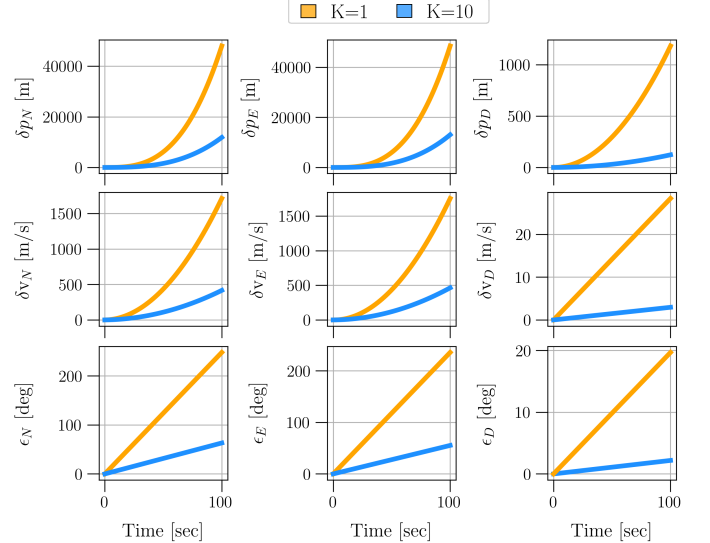 K=1 K=10
40000
20000
0
δp_N [m]
40000
20000
0
δp_E [m]
1000
500
0
δp_D [m]
1500
1000
500
0
δv_N [m/s]
1500
1000
500
0
δv_E [m/s]
20
10
0
δv_D [m/s]
200
100
0
ϵ_N [deg]
0 100
Time [sec]
200
100
0
ϵ_E [deg]
0 100
Time [sec]
20
10
0
ϵ_D [deg]
0 100
Time [sec]